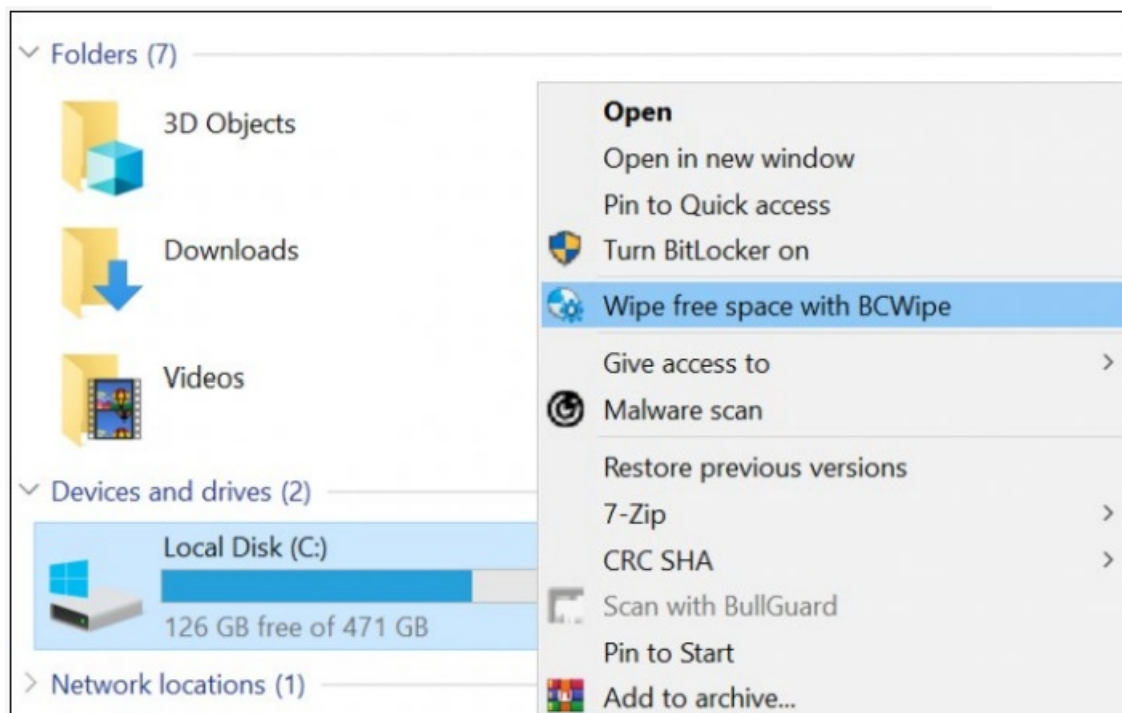 Folders (7)
3D Objects
Downloads
Videos
Devices and drives (2)
Local Disk (C:)
126 GB free of 471 GB
Network locations (1)
Open
Open in new window
Pin to Quick access
Turn BitLocker on
Wipe free space with BCWipe
Give access to
Malware scan
Restore previous versions
7-Zip
CRC SHA
Scan with BullGuard
Pin to Start
Add to archive...